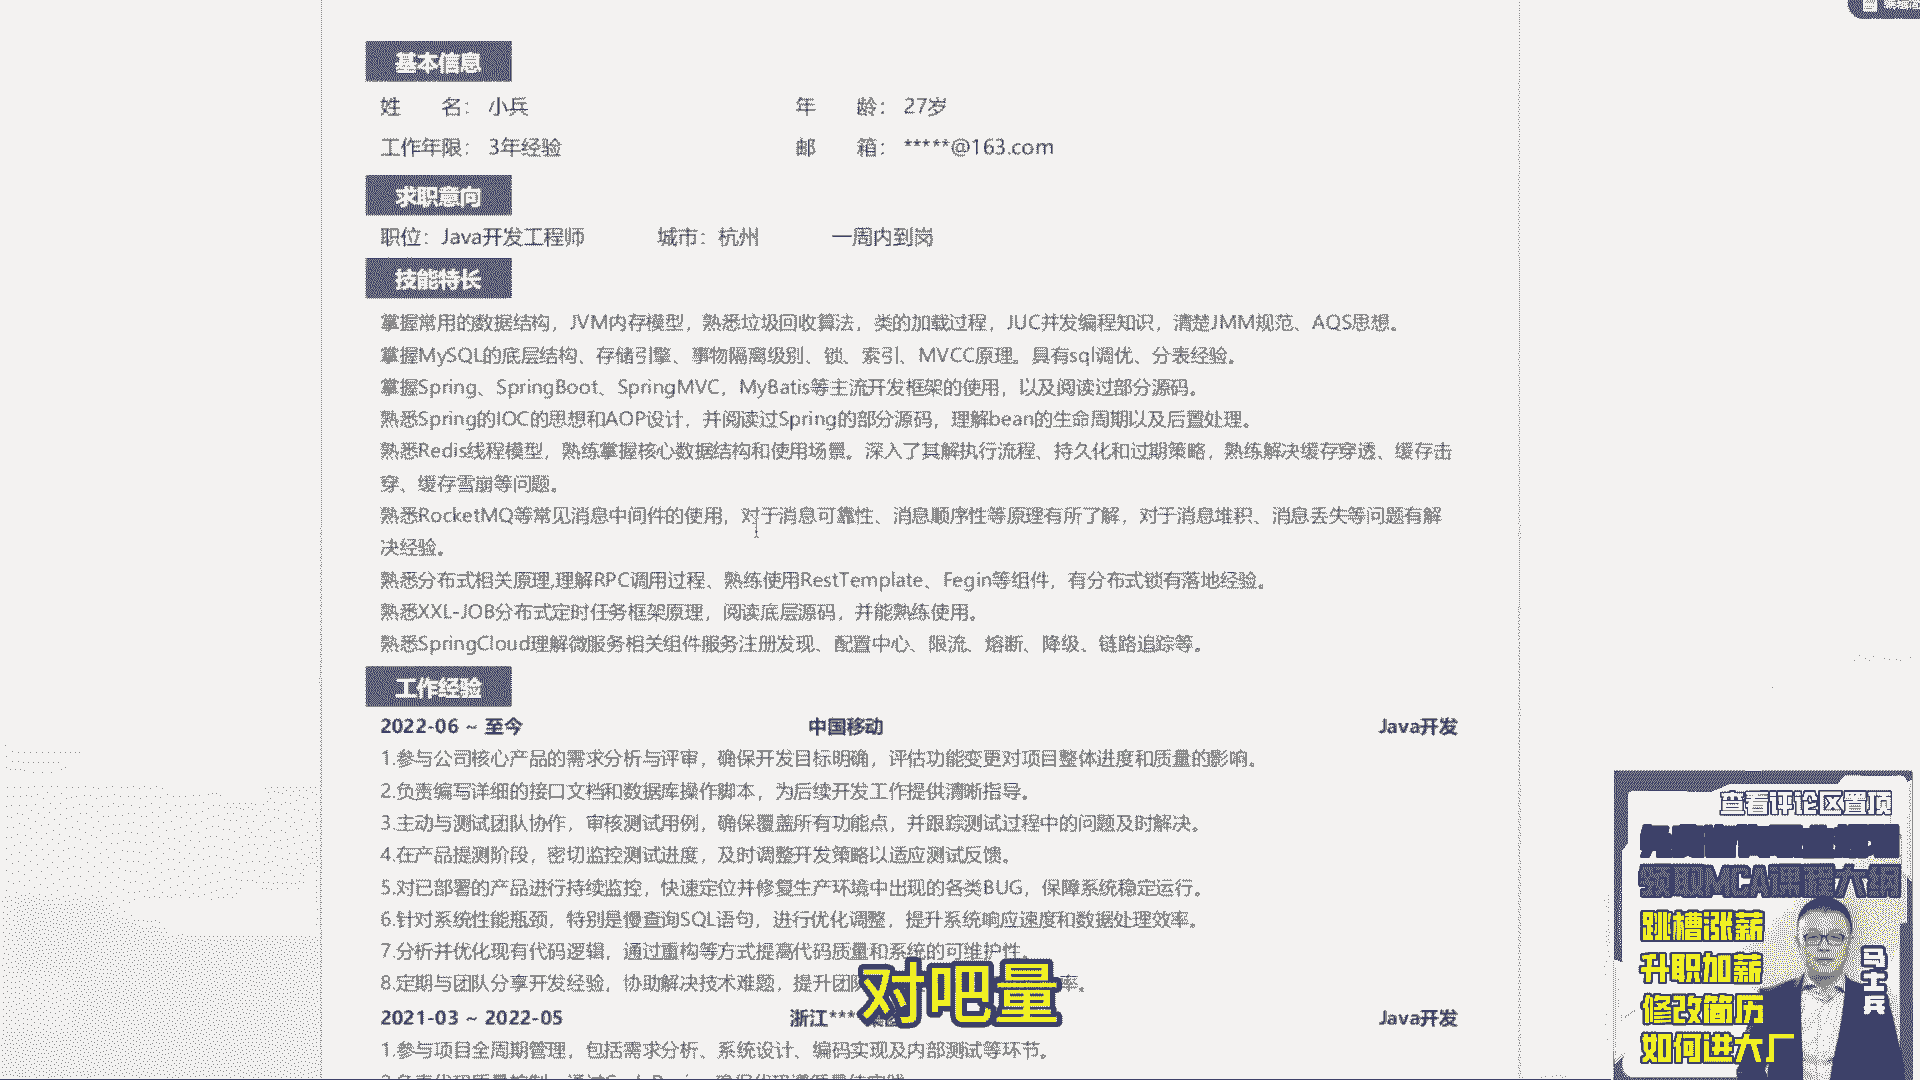 基本信息
姓 名： 小兵 年 龄： 27岁
工作年限： 3年经验 邮 箱： *****@163.com
求职意向
职位：Java开发工程师 城市：杭州 一周内到岗
技能特长
掌握常用的数据结构，JVM内存模型，熟悉垃圾回收算法，类的加载过程，JUC并发编程知识，清楚JMM规范、AQS思想。
掌握MySQL的底层结构、存储引擎、事物隔离级别、锁、索引、MVCC原理。具有sql调优、分表经验。
掌握Spring、SpringBoot、SpringMVC，MyBatis等主流开发框架的使用，以及阅读过部分源码。
熟悉Spring的IOC的思想和AOP设计，并阅读过Spring的部分源码，理解bean的生命周期以及后置处理。
熟悉Redis线程模型，熟练掌握核心数据结构和使用场景。深入了其解执行流程、持久化和过期策略，熟练解决缓存穿透、缓存击
穿、缓存雪崩等问题。
熟悉RocketMQ等常见消息中间件的使用，对于消息可靠性、消息顺序性等原理有所了解，对于消息堆积、消息丢失等问题有解
决经验。
熟悉分布式相关原理,理解RPC调用过程、熟练使用RestTemplate、Fegin等组件，有分布式锁有落地经验。
熟悉XXL-JOB分布式定时任务框架原理，阅读底层源码，并能熟练使用。
熟悉SpringCloud理解微服务相关组件服务注册发现、配置中心、限流、熔断、降级、链路追踪等。
工作经验
2022-06 ~ 至今 中国移动 Java开发
1.参与公司核心产品的需求分析与评审，确保开发目标明确，评估功能变更对项目整体进度和质量的影响。
2.负责编写详细的接口文档和数据库操作脚本，为后续开发工作提供清晰指导。
3.主动与测试团队协作，审核测试用例，确保覆盖所有功能点，并跟踪测试过程中的问题及时解决。
4.在产品提测阶段，密切监控测试进度，及时调整开发策略以适应测试反馈。
5.对已部署的产品进行持续监控，快速定位并修复生产环境中出现的各类BUG，保障系统稳定运行。
6.针对系统性能瓶颈，特别是慢查询SQL语句，进行优化调整，提升系统响应速度和数据处理效率。
7.分析并优化现有代码逻辑，通过重构等方式提高代码质量和系统的可维护性。
8.定期与团队分享开发经验，协助解决技术难题，提升团 率。
对吧量
2021-03 ~ 2022-05 浙江*** Java开发
1.参与项目全周期管理，包括需求分析、系统设计、编码实现及内部测试等环节。
查看评论区置顶
领取MCA课程大纲
跳槽涨薪
升职加薪
修改简历
如何进大厂
马士兵